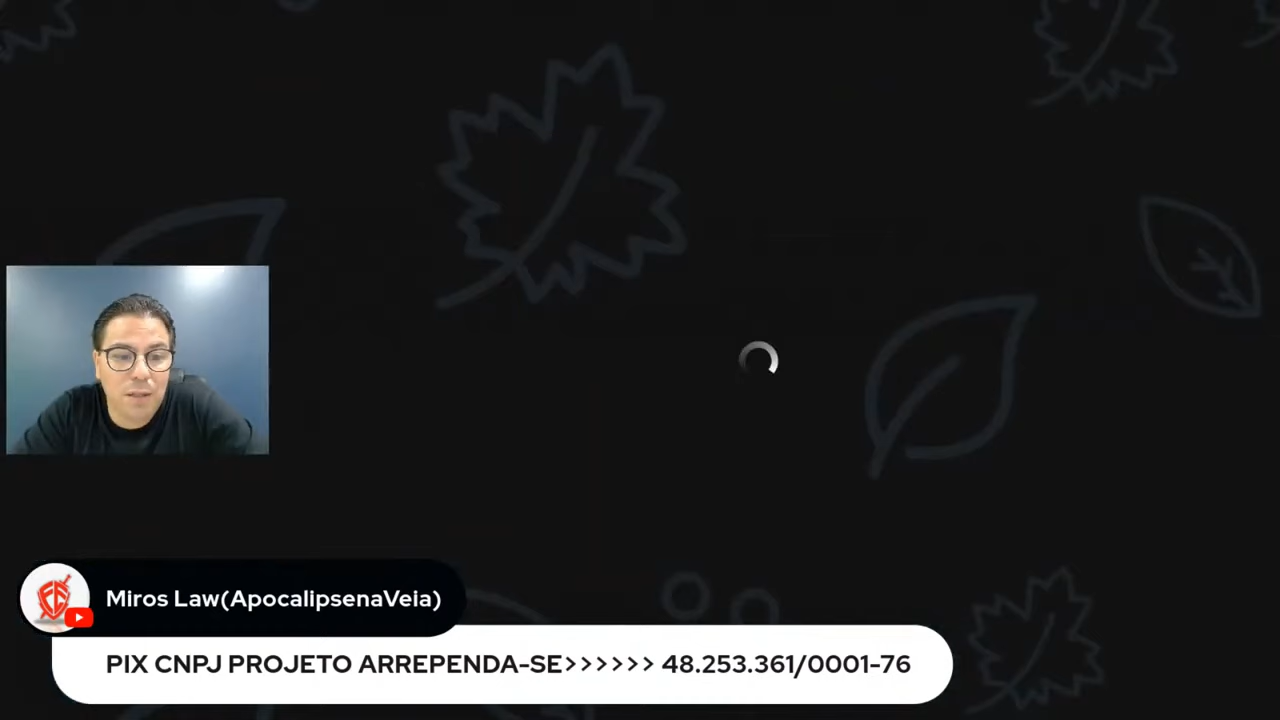 Miros Law(ApocalipsenaVeia)
PIX CNPJ PROJETO ARREPENDA-SE>>>>>> 48.253.361/0001-76